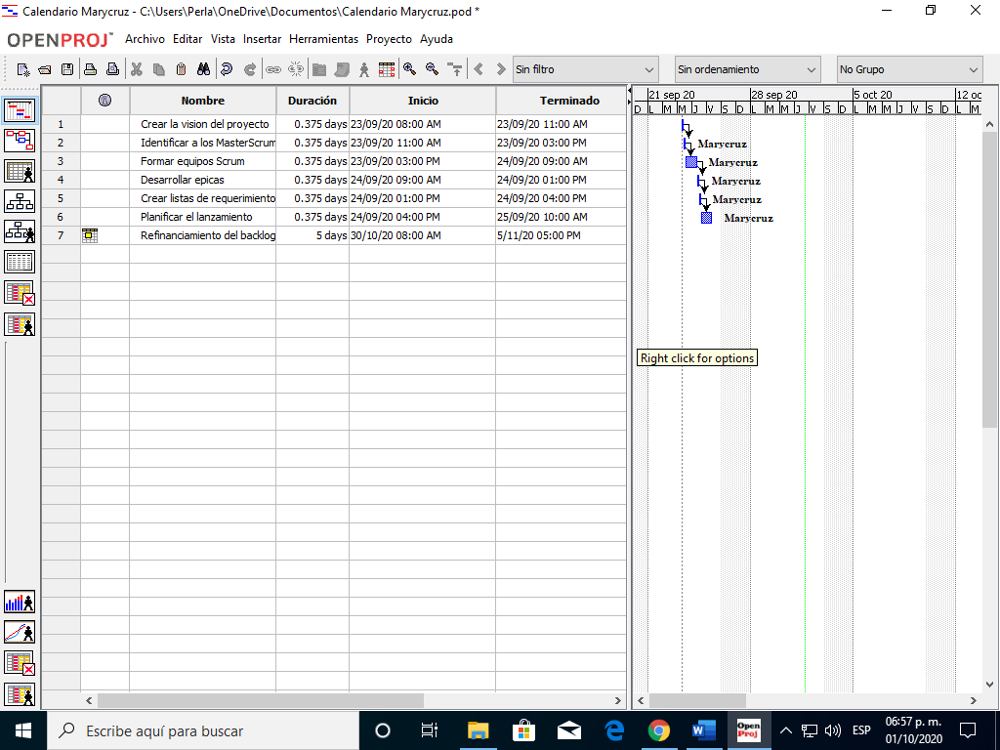 Calendario Marycruz - C:\Users\Perla\OneDrive\Documentos\Calendario Marycruz.pod *
OPENPROJ™ Archivo Editar Vista Insertar Herramientas Proyecto Ayuda
Sin filtro Sin ordenamiento No Grupo
Nombre Duración Inicio Terminado
21 sep 20 28 sep 20 5 oct 20 12 oc
D L M M J V S D L M M J V S D L M M J V S D L M
1 Crear la vision del proyecto 0.375 days 23/09/20 08:00 AM 23/09/20 11:00 AM
2 Identificar a los MasterScrum 0.375 days 23/09/20 11:00 AM 23/09/20 03:00 PM Marycruz
3 Formar equipos Scrum 0.375 days 23/09/20 03:00 PM 24/09/20 09:00 AM Marycruz
4 Desarrollar epicas 0.375 days 24/09/20 09:00 AM 24/09/20 01:00 PM Marycruz
5 Crear listas de requerimiento 0.375 days 24/09/20 01:00 PM 24/09/20 04:00 PM Marycruz
6 Planificar el lanzamiento 0.375 days 24/09/20 04:00 PM 25/09/20 10:00 AM Marycruz
7 Refinanciamiento del backlog 5 days 30/10/20 08:00 AM 5/11/20 05:00 PM
Right click for options
Escribe aquí para buscar
Open Proj
ESP
06:57 p. m.
01/10/2020